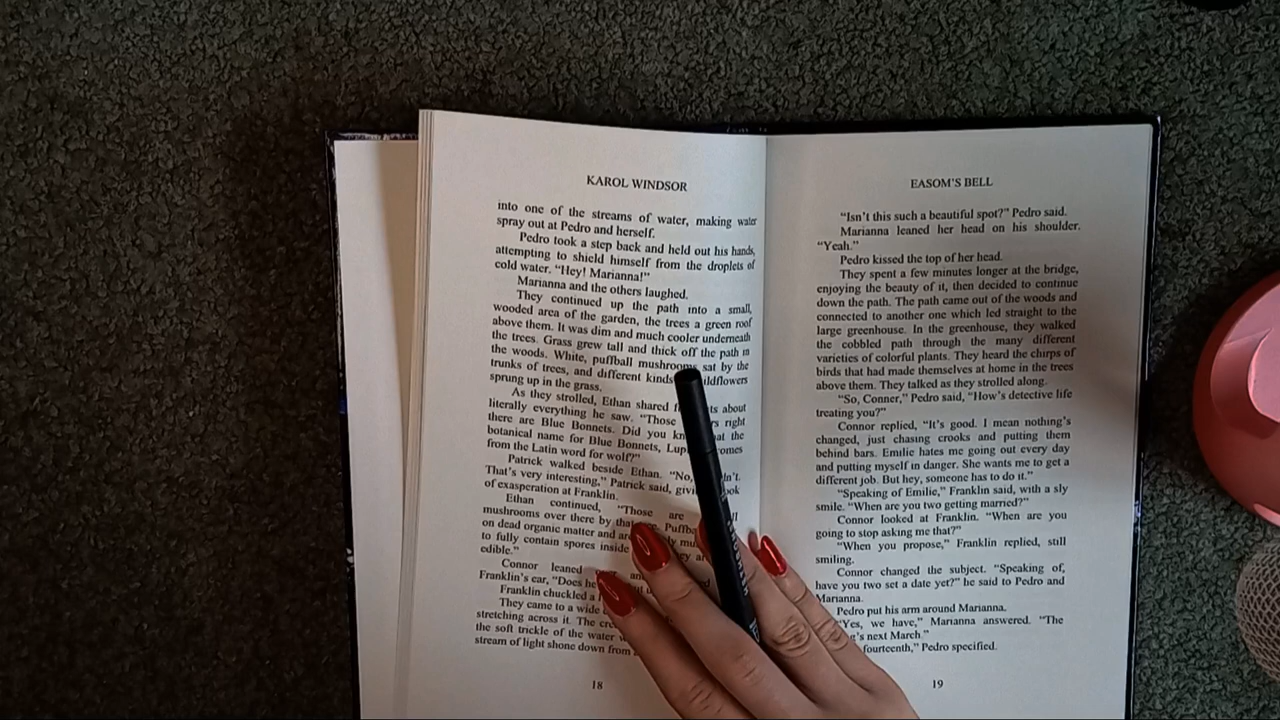 KAROL WINDSOR
into one of the streams of water, making water
spray out at Pedro and herself.
Pedro took a step back and held out his hands,
attempting to shield himself from the droplets of
cold water. “Hey! Marianna!”
Marianna and the others laughed.
They continued up the path into a small,
wooded area of the garden, the trees a green roof
above them. It was dim and much cooler underneath
the trees. Grass grew tall and thick off the path in
the woods. White, puffball mushrooms sat by the
trunks of trees, and different kinds wildflowers
sprung up in the grass.
As they strolled, Ethan shared about
literally everything he saw. “Those right
there are Blue Bonnets. Did you the
botanical name for Blue Bonnets,
from the Latin word for wolf?”
Patrick walked beside Ethan. “No,
That’s very interesting,” Patrick said,
of exasperation at Franklin.
Ethan continued, “Those are
mushrooms over there by
on dead organic matter and
to fully contain spores inside
edible.”
Connor leaned
Franklin’s ear, “Does he
Franklin chuckled a
They came to a wide
stretching across it. The
the soft trickle of the water
stream of light shone down from
18
EASOM’S BELL
“Isn’t this such a beautiful spot?” Pedro said.
Marianna leaned her head on his shoulder.
“Yeah.”
Pedro kissed the top of her head.
They spent a few minutes longer at the bridge,
enjoying the beauty of it, then decided to continue
down the path. The path came out of the woods and
connected to another one which led straight to the
large greenhouse. In the greenhouse, they walked
the cobbled path through the many different
varieties of colorful plants. They heard the chirps of
birds that had made themselves at home in the trees
above them. They talked as they strolled along.
“So, Conner,” Pedro said, “How’s detective life
treating you?”
Connor replied, “It’s good. I mean nothing’s
changed, just chasing crooks and putting them
behind bars. Emilie hates me going out every day
and putting myself in danger. She wants me to get a
different job. But hey, someone has to do it.”
“Speaking of Emilie,” Franklin said, with a sly
smile. “When are you two getting married?”
Connor looked at Franklin. “When are you
going to stop asking me that?”
“When you propose,” Franklin replied, still
smiling.
Connor changed the subject. “Speaking of,
have you two set a date yet?” he said to Pedro and
Marianna.
Pedro put his arm around Marianna.
“Yes, we have,” Marianna answered. “The
next March.”
fourteenth,” Pedro specified.
19